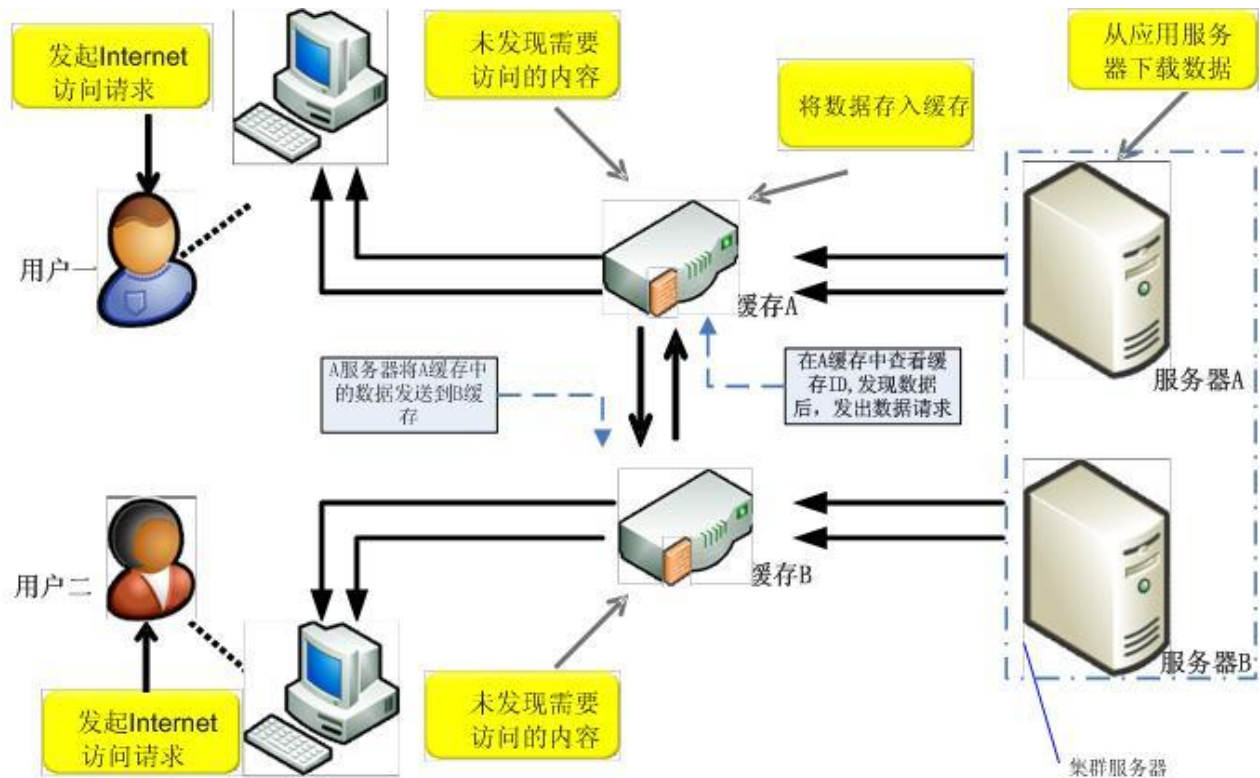 发起Internet
访问请求
未发现需要
访问的内容
将数据存入缓存
从应用服务
器下载数据
用户一
缓存A
服务器A
A服务器将A缓存中
的数据发送到B缓
存
在A缓存中查看缓
存ID,发现数据
后，发出数据请求
用户二
缓存B
服务器B
发起Internet
访问请求
未发现需要
访问的内容
集群服务器